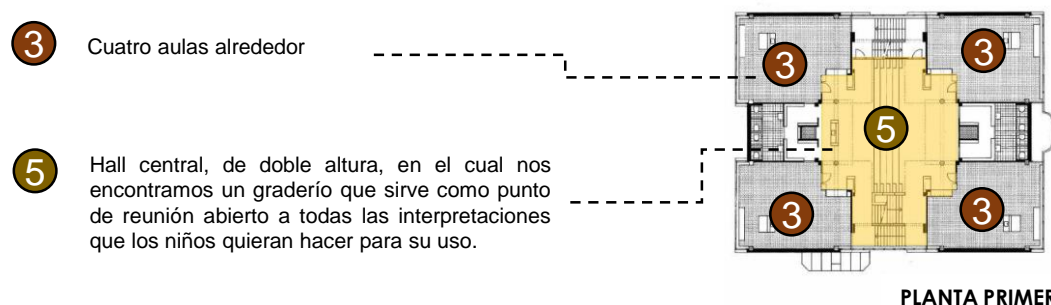 3 Cuatro aulas alrededor
5 Hall central, de doble altura, en el cual nos
encontramos un graderío que sirve como punto
de reunión abierto a todas las interpretaciones
que los niños quieran hacer para su uso.
3 3
5
3 3
PLANTA PRIMER